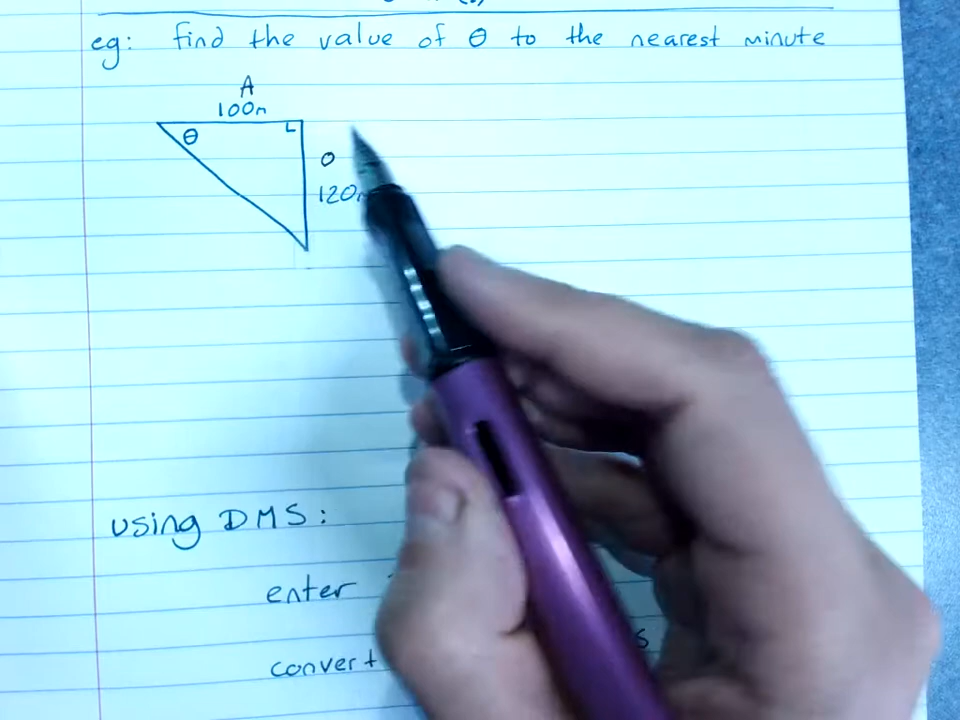 eg: find the value of θ to the nearest minute
A
100m
θ
O
120m
using DMS:
enter
convert